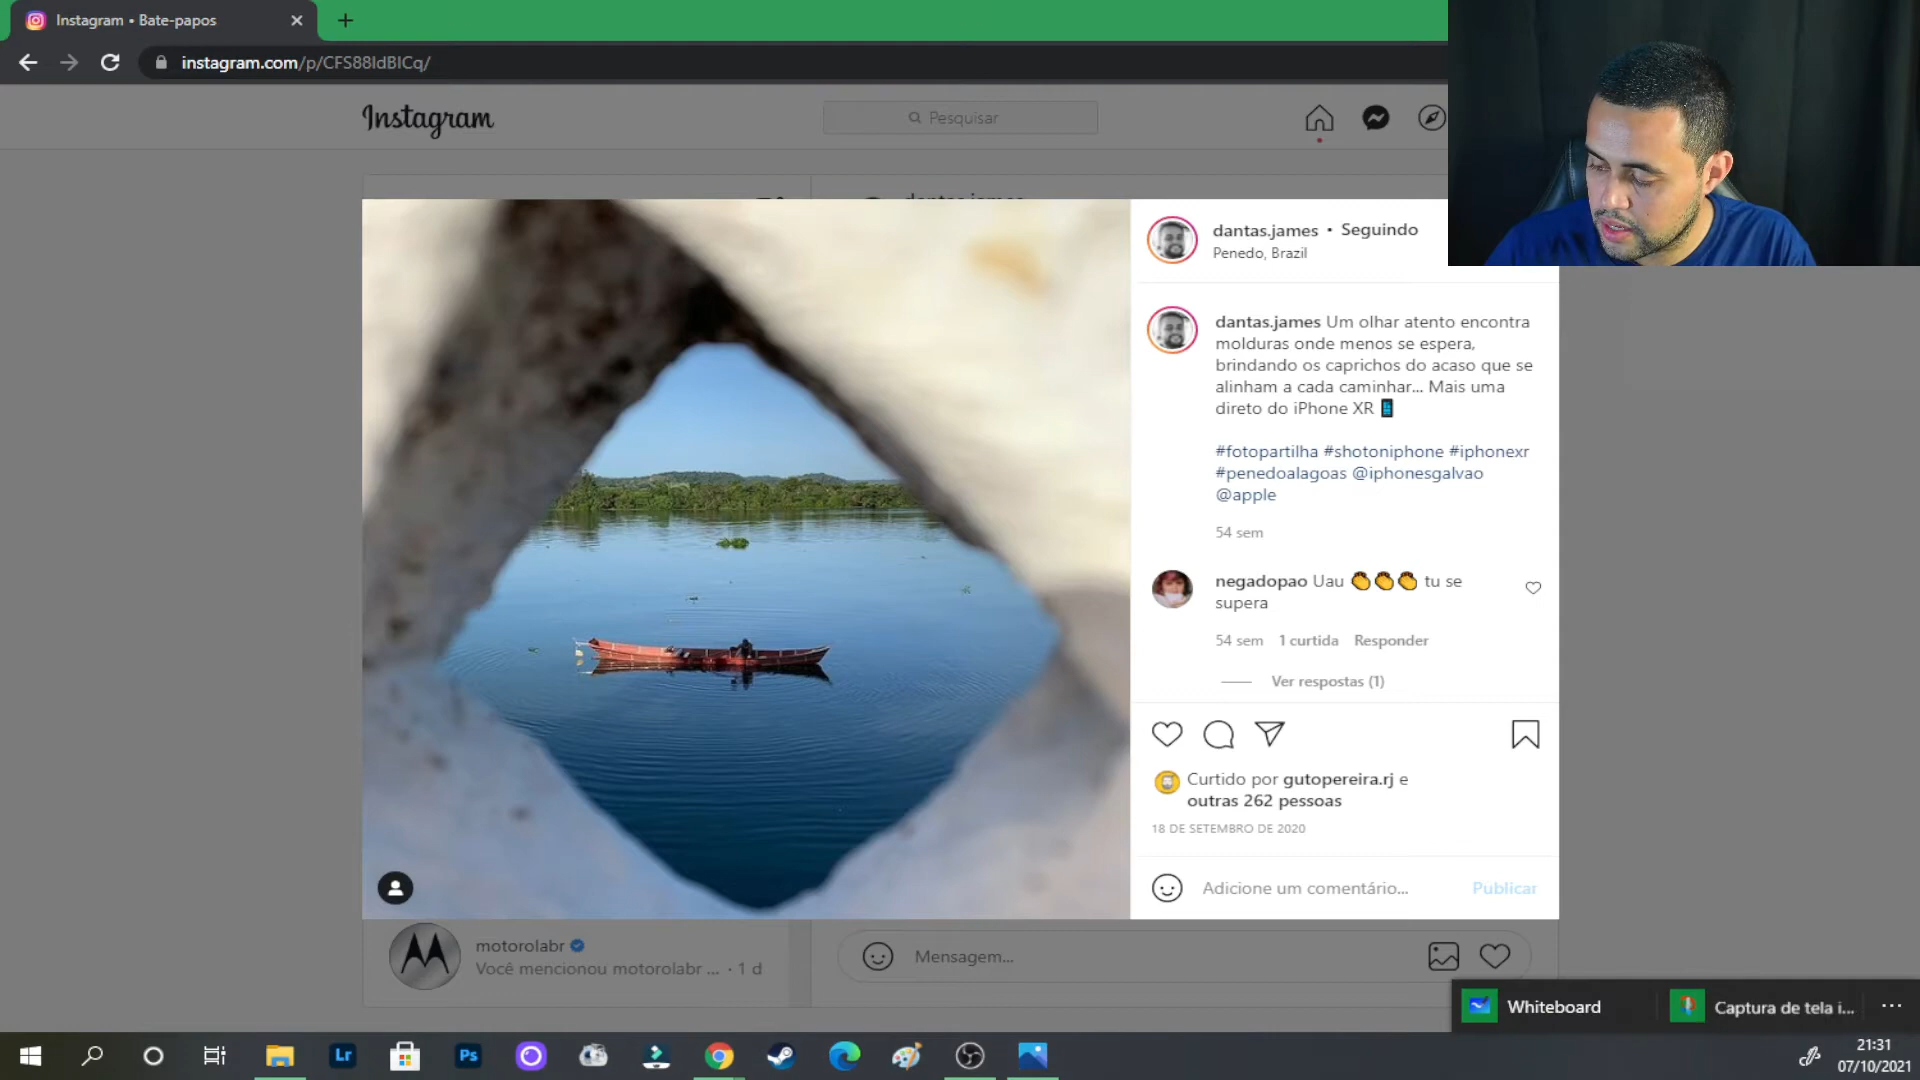 Instagram • Bate-papos
instagram.com/p/CFS88IdBICq/
Instagram
Pesquisar
dantas.james
dantas.james • Seguindo
Penedo, Brazil
dantas.james Um olhar atento encontra
molduras onde menos se espera,
brindando os caprichos do acaso que se
alinham a cada caminhar... Mais uma
direto do iPhone XR
#fotopartilha #shotoniphone #iphonexr
#penedoalagoas @iphonesgalvao
@apple
54 sem
negadopao Uau 👏👏👏 tu se
supera
54 sem 1 curtida Responder
Ver respostas (1)
Curtido por gutopereira.rj e
outras 262 pessoas
18 DE SETEMBRO DE 2020
Adicione um comentário... Publicar
motorolabr
Você mencionou motorolabr ... · 1 d
Mensagem...
Whiteboard
Captura de tela i...
Lr
Ps
21:31
07/10/2021